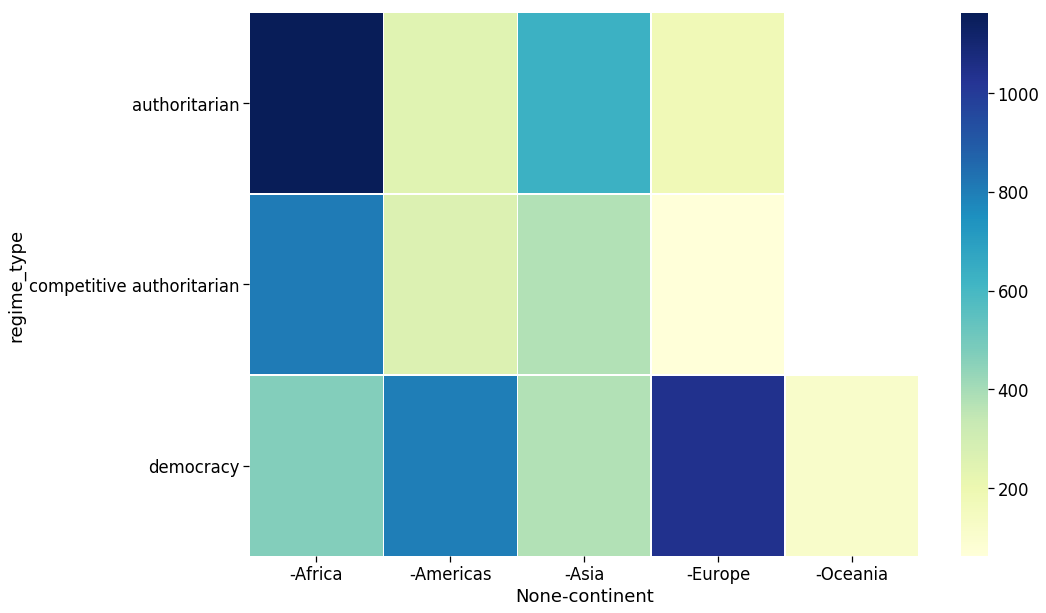 authoritarian
competitive authoritarian
democracy
regime_type
-Africa
-Americas
-Asia
-Europe
-Oceania
None-continent
1000
800
600
400
200